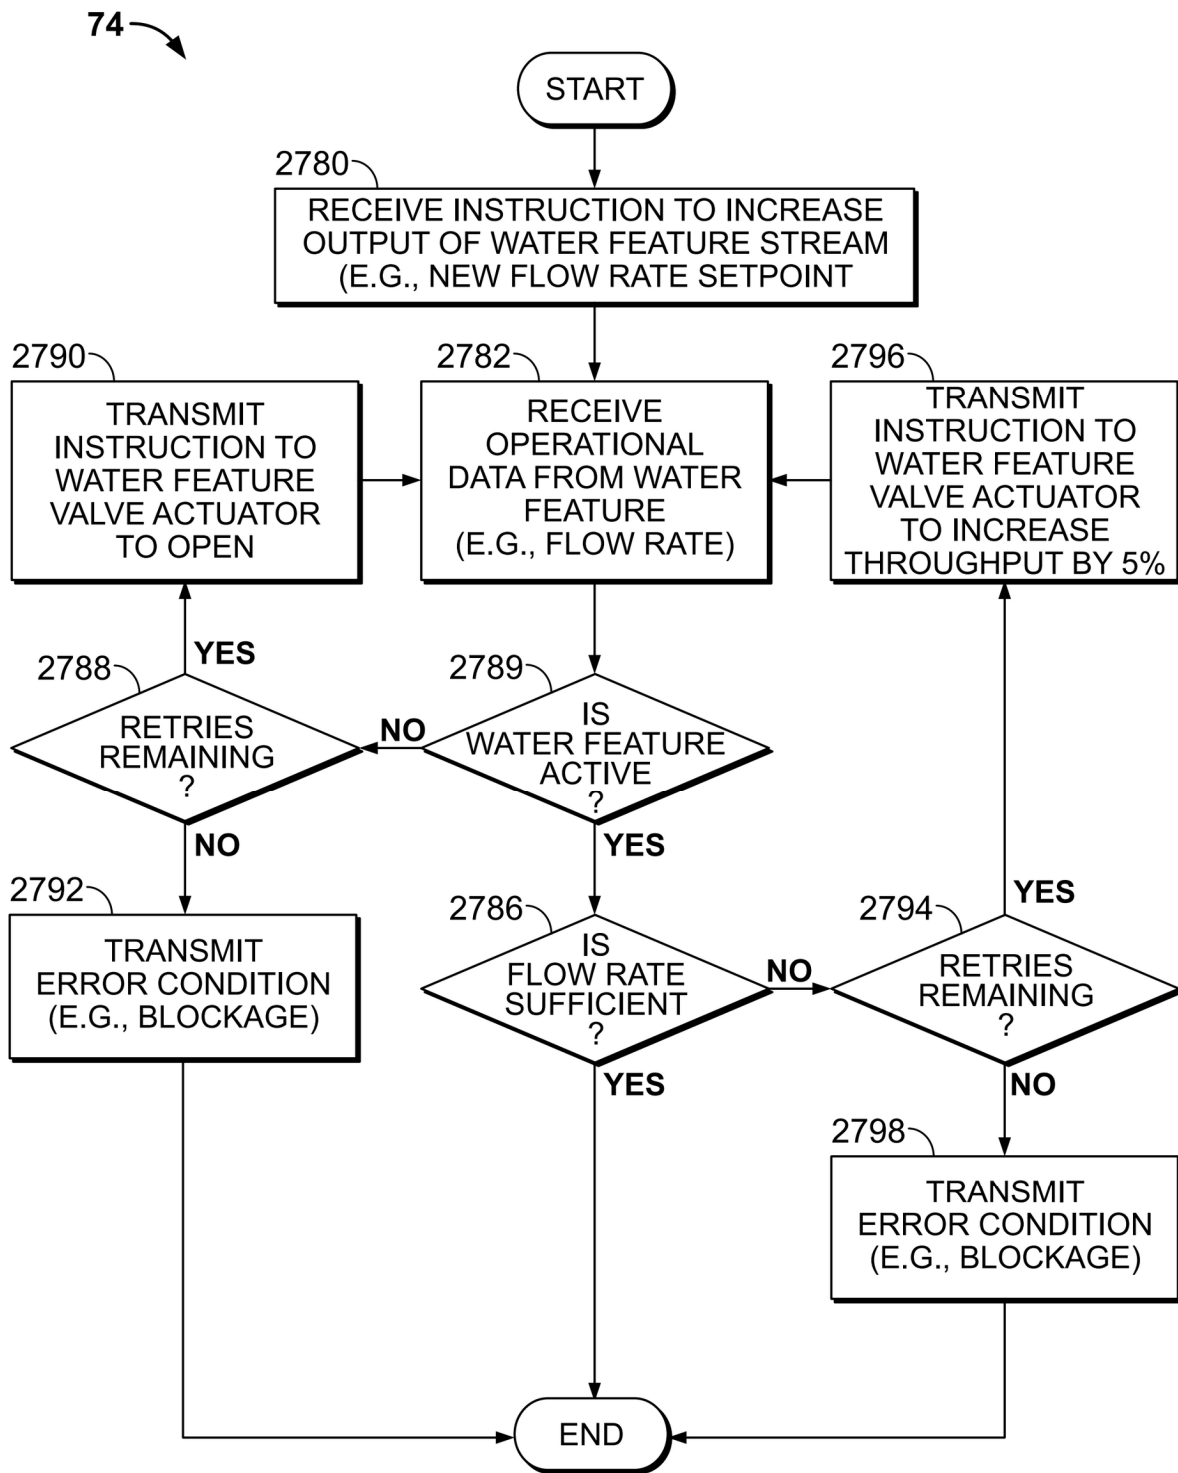 74
START
2780
RECEIVE INSTRUCTION TO INCREASE
OUTPUT OF WATER FEATURE STREAM
(E.G., NEW FLOW RATE SETPOINT
2790
TRANSMIT
INSTRUCTION TO
WATER FEATURE
VALVE ACTUATOR
TO OPEN
2782
RECEIVE
OPERATIONAL
DATA FROM WATER
FEATURE
(E.G., FLOW RATE)
2796
TRANSMIT
INSTRUCTION TO
WATER FEATURE
VALVE ACTUATOR
TO INCREASE
THROUGHPUT BY 5%
YES
2788
RETRIES
REMAINING
?
NO
2789
IS
WATER FEATURE
ACTIVE
?
NO
YES
2792
TRANSMIT
ERROR CONDITION
(E.G., BLOCKAGE)
2786
IS
FLOW RATE
SUFFICIENT
?
NO
YES
YES
2794
RETRIES
REMAINING
?
NO
2798
TRANSMIT
ERROR CONDITION
(E.G., BLOCKAGE)
END